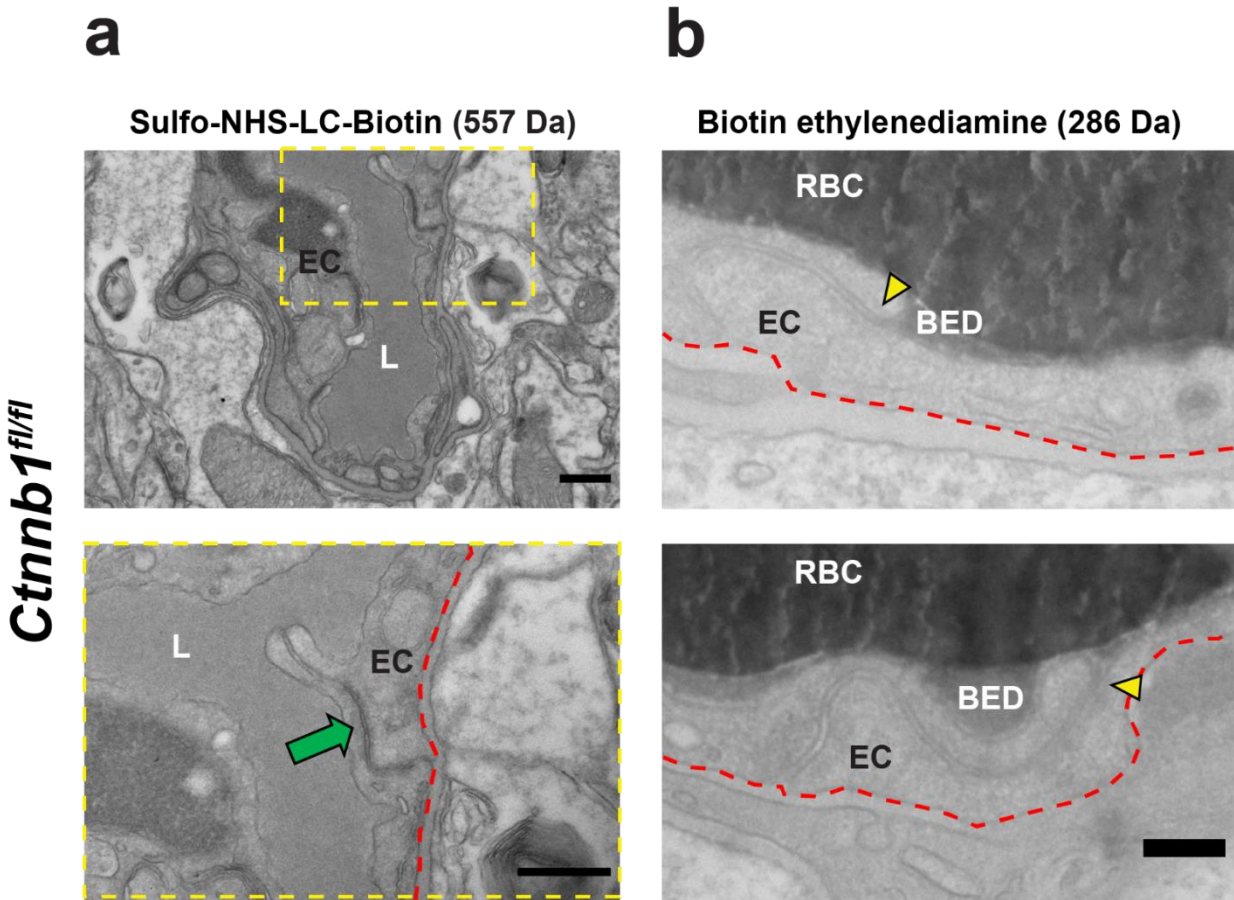 a
b
Sulfo-NHS-LC-Biotin (557 Da)
Biotin ethylenediamine (286 Da)
Ctnnb1fl/fl
EC
L
RBC
EC
BED
L
EC
RBC
BED
EC